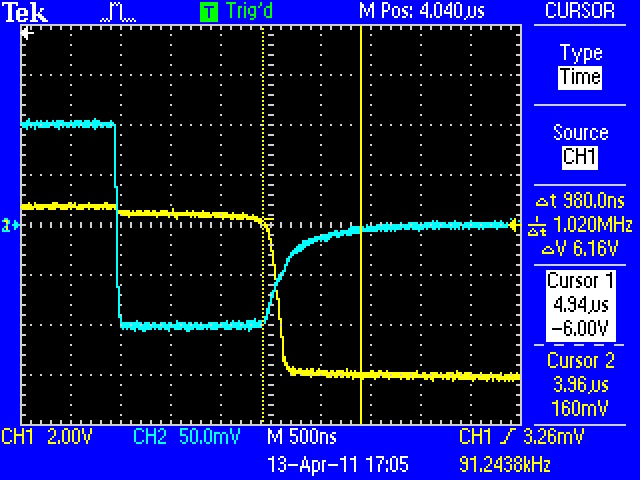 Tek T Trig'd M Pos: 4.040µs CURSOR
Type
Time
Source
CH1
Δt 980.0ns
1/Δt 1.020MHz
ΔV 6.16V
Cursor 1
4.94µs
-6.00V
Cursor 2
3.96µs
160mV
CH1 2.00V CH2 50.0mV M 500ns CH1 3.26mV
13-Apr-11 17:05 91.2438kHz